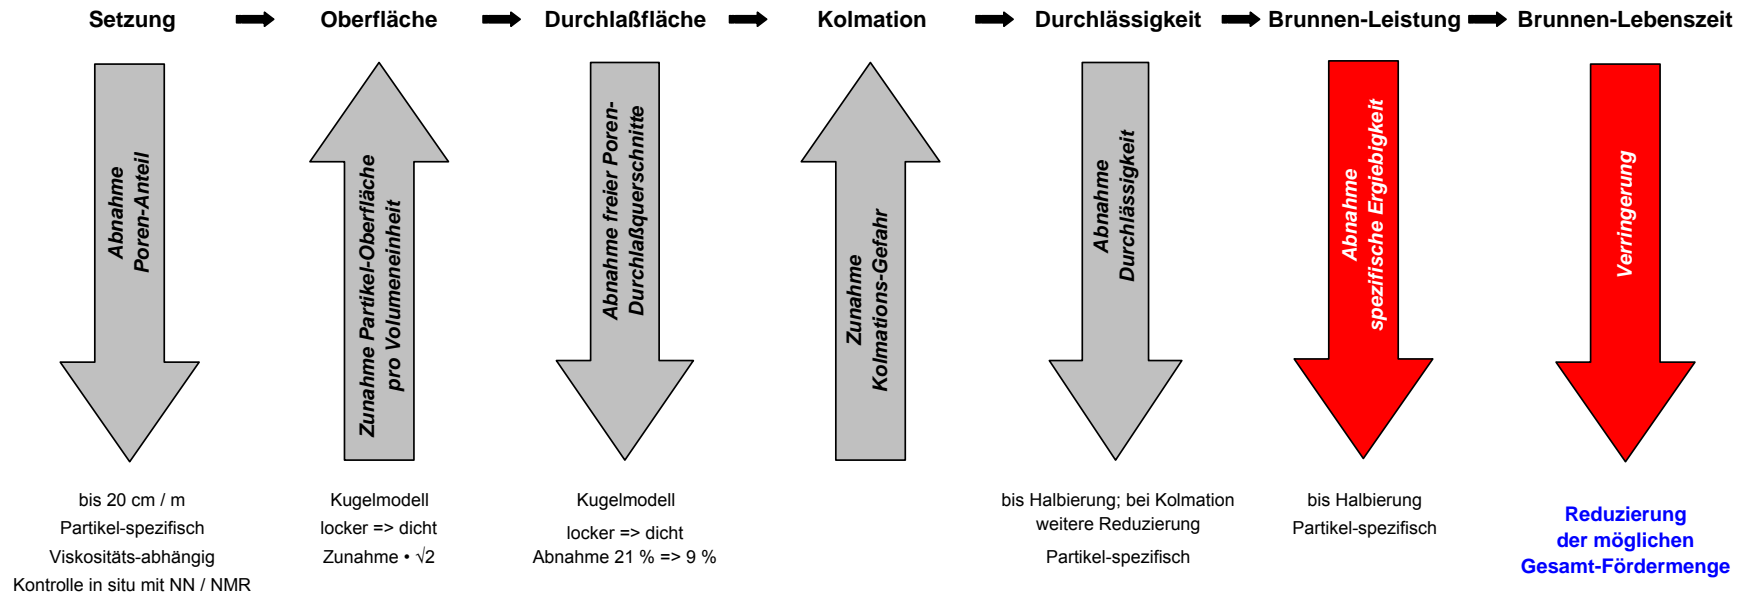 Setzung
Oberfläche
Durchlaßfläche
Kolmation
Durchlässigkeit
Brunnen-Leistung
Brunnen-Lebenszeit
Abnahme
Poren-Anteil
Zunahme Partikel-Oberfläche
pro Volumeneinheit
Abnahme freier Poren-
Durchlaßquerschnitte
Zunahme
Kolmations-Gefahr
Abnahme
Durchlässigkeit
Abnahme
spezifische Ergiebigkeit
Verringerung
bis 20 cm / m
Partikel-spezifisch
Viskositäts-abhängig
Kontrolle in situ mit NN / NMR
Kugelmodell
locker => dicht
Zunahme • √2
Kugelmodell
locker => dicht
Abnahme 21 % => 9 %
bis Halbierung; bei Kolmation
weitere Reduzierung
Partikel-spezifisch
bis Halbierung
Partikel-spezifisch
Reduzierung
der möglichen
Gesamt-Fördermenge